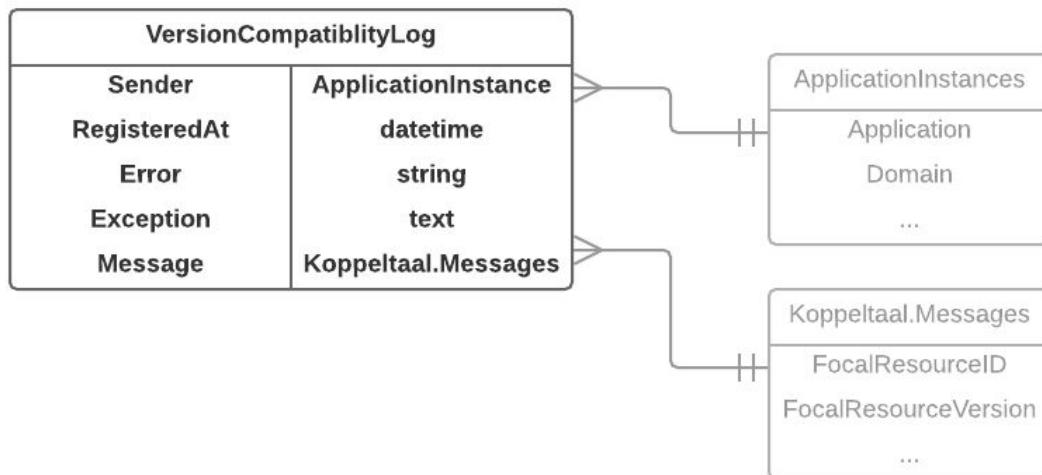 VersionCompatiblityLog
Sender ApplicationInstance
RegisteredAt datetime
Error string
Exception text
Message Koppeltaal.Messages
ApplicationInstances
Application
Domain
...
Koppeltaal.Messages
FocalResourceID
FocalResourceVersion
...